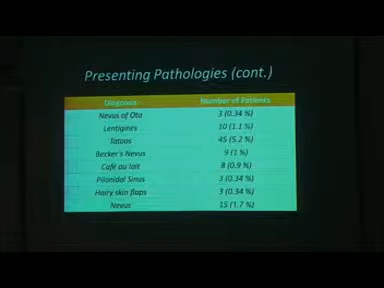 Presenting Pathologies (cont.)
Diagnosis Number of Patients
Nevus of Ota 3 (0.34 %)
Lentigines 10 (1.1 %)
Tatoos 45 (5.2 %)
Becker's Nevus 9 (1 %)
Café au lait 8 (0.9 %)
Pilonidal Sinus 3 (0.34 %)
Hairy skin flaps 3 (0.34 %)
Nevus 15 (1.7 %)